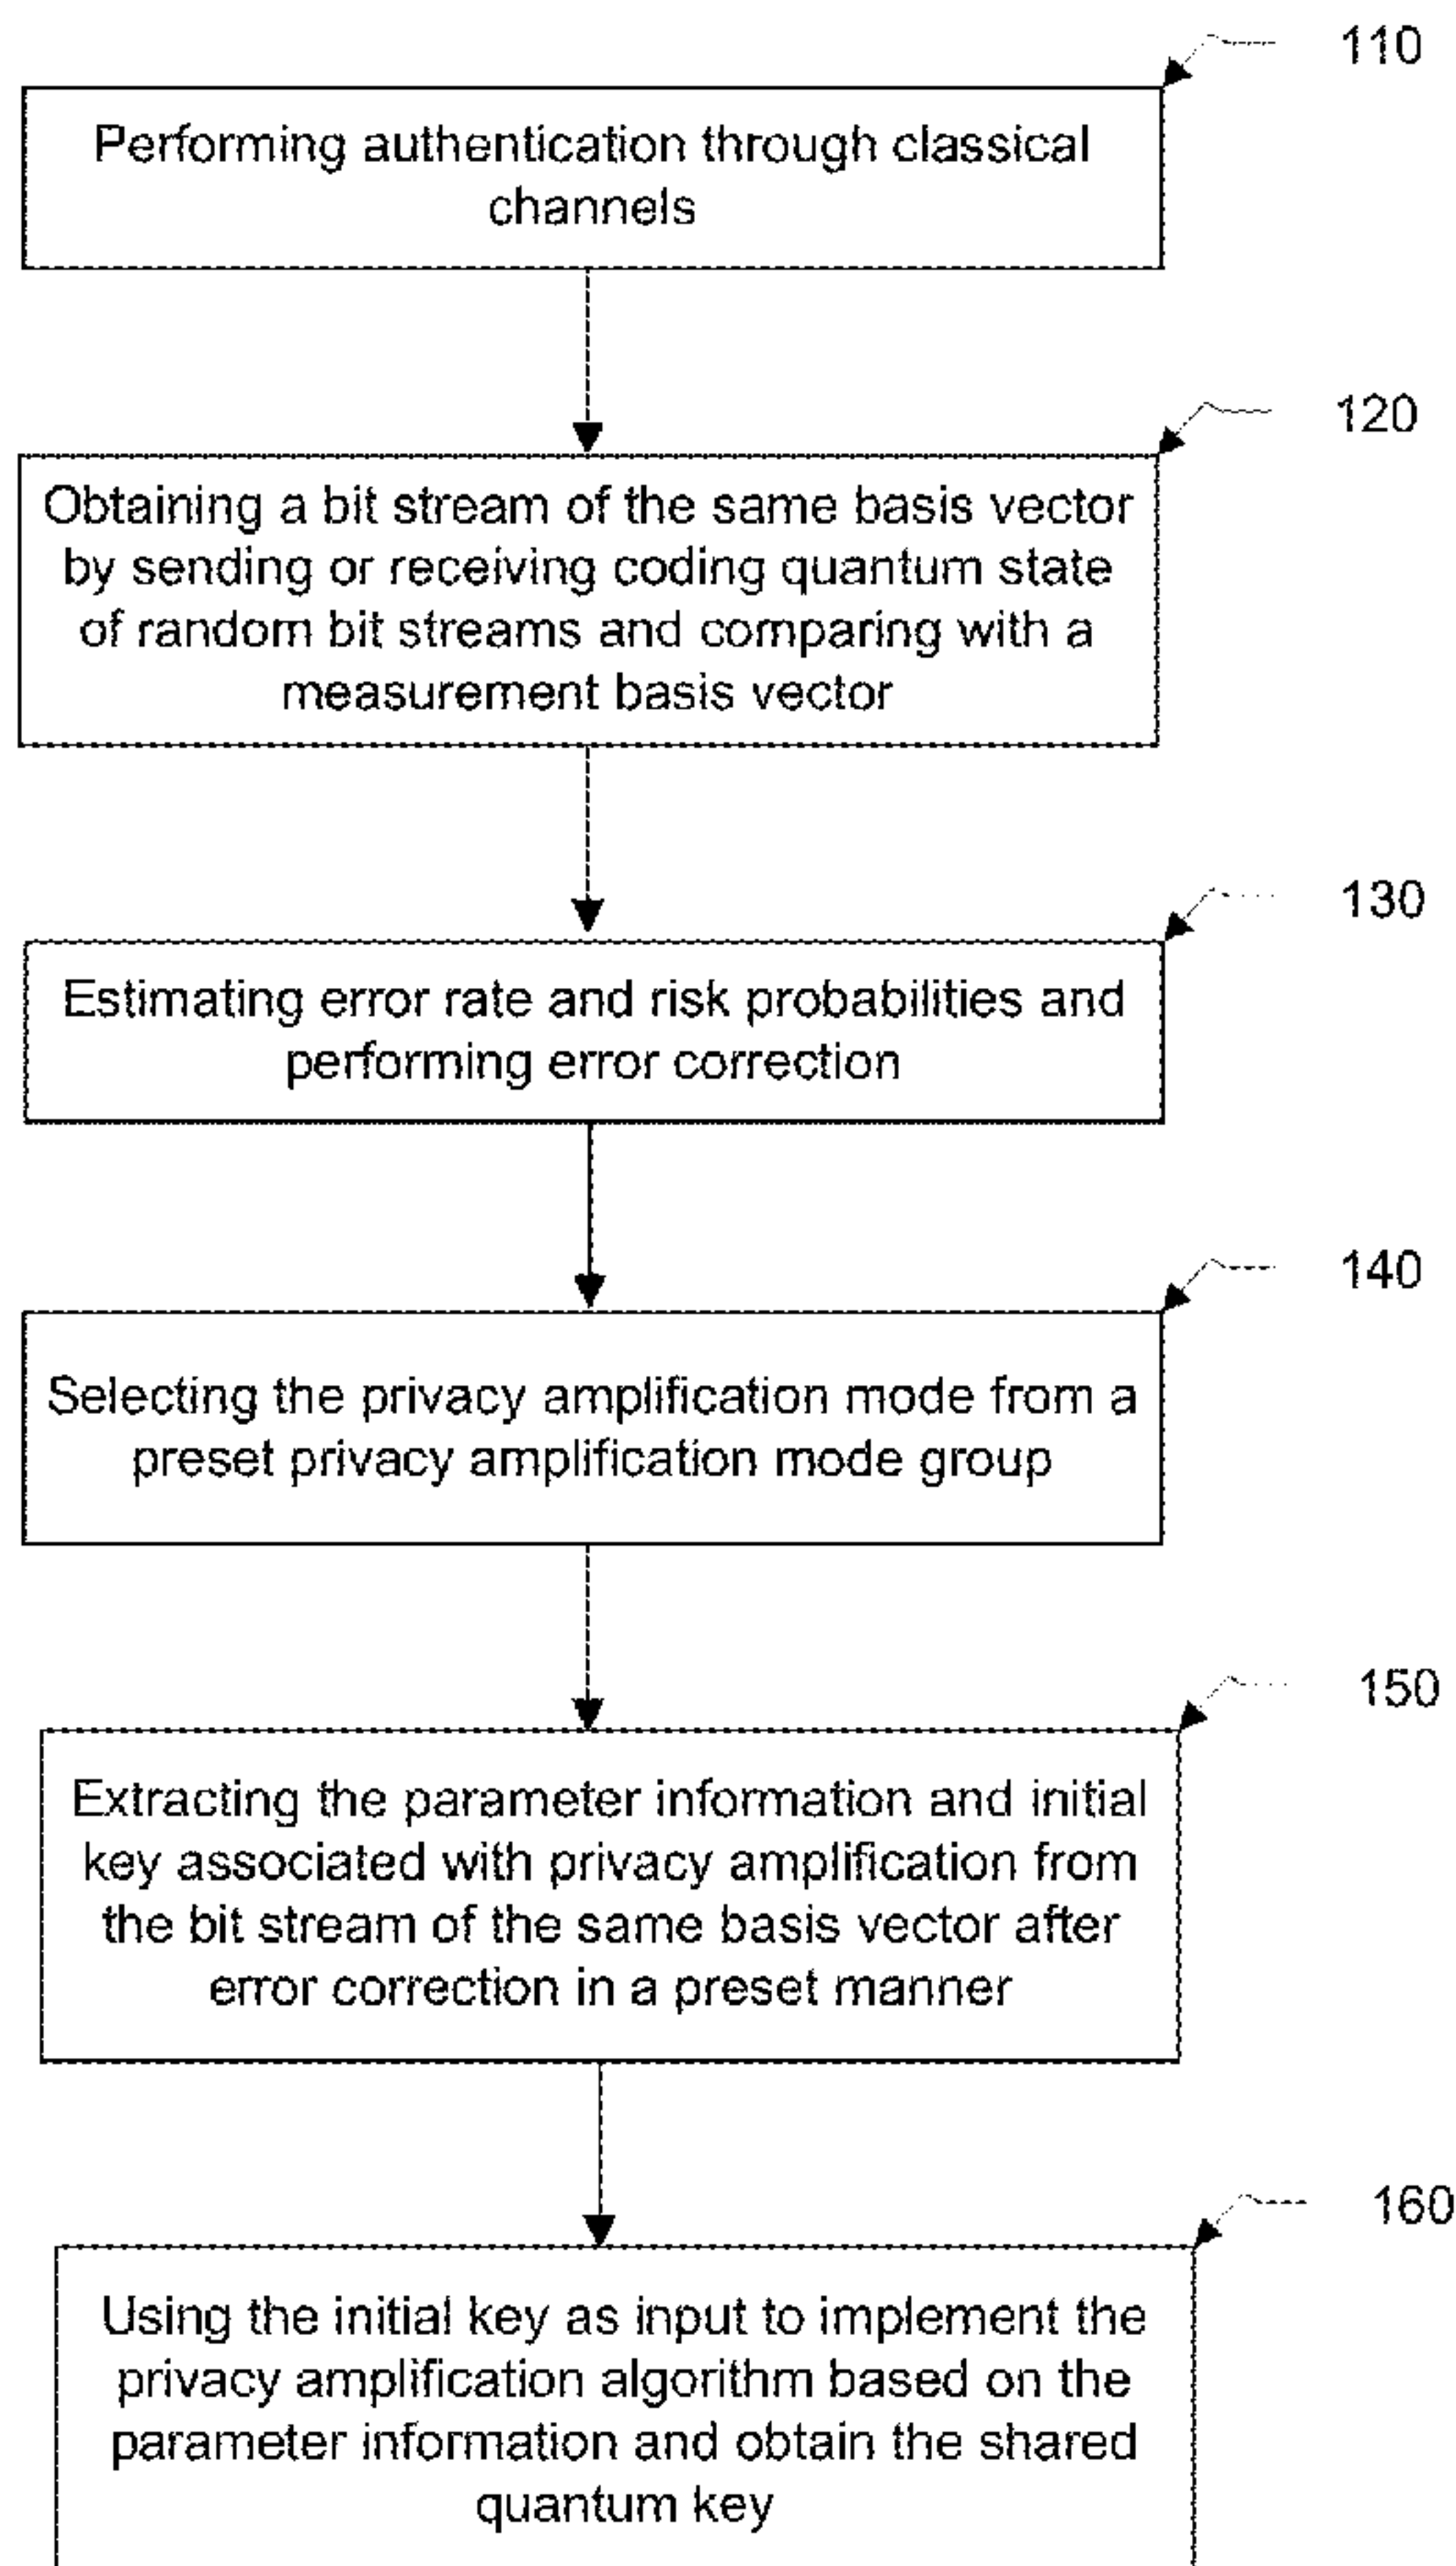 110
Performing authentication through classical
channels
120
Obtaining a bit stream of the same basis vector
by sending or receiving coding quantum state
of random bit streams and comparing with a
measurement basis vector
130
Estimating error rate and risk probabilities and
performing error correction
140
Selecting the privacy amplification mode from a
preset privacy amplification mode group
150
Extracting the parameter information and initial
key associated with privacy amplification from
the bit stream of the same basis vector after
error correction in a preset manner
160
Using the initial key as input to implement the
privacy amplification algorithm based on the
parameter information and obtain the shared
quantum key